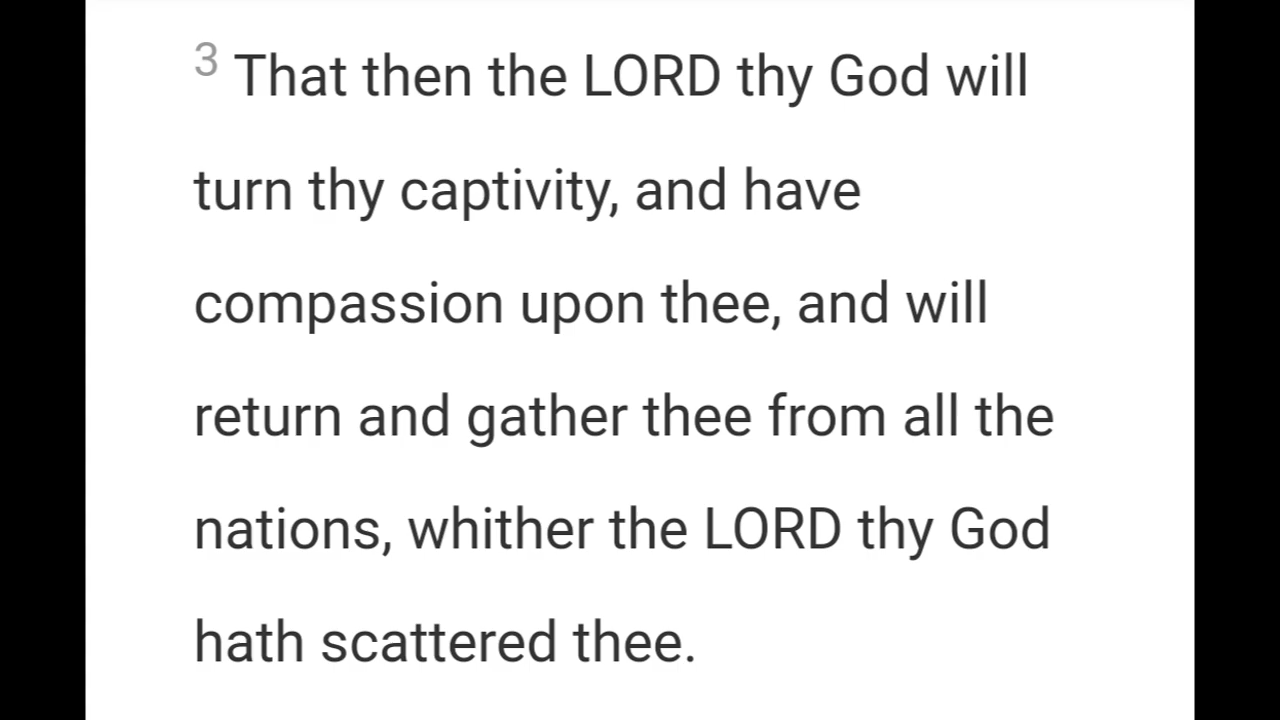 3 That then the LORD thy God will
turn thy captivity, and have
compassion upon thee, and will
return and gather thee from all the
nations, whither the LORD thy God
hath scattered thee.